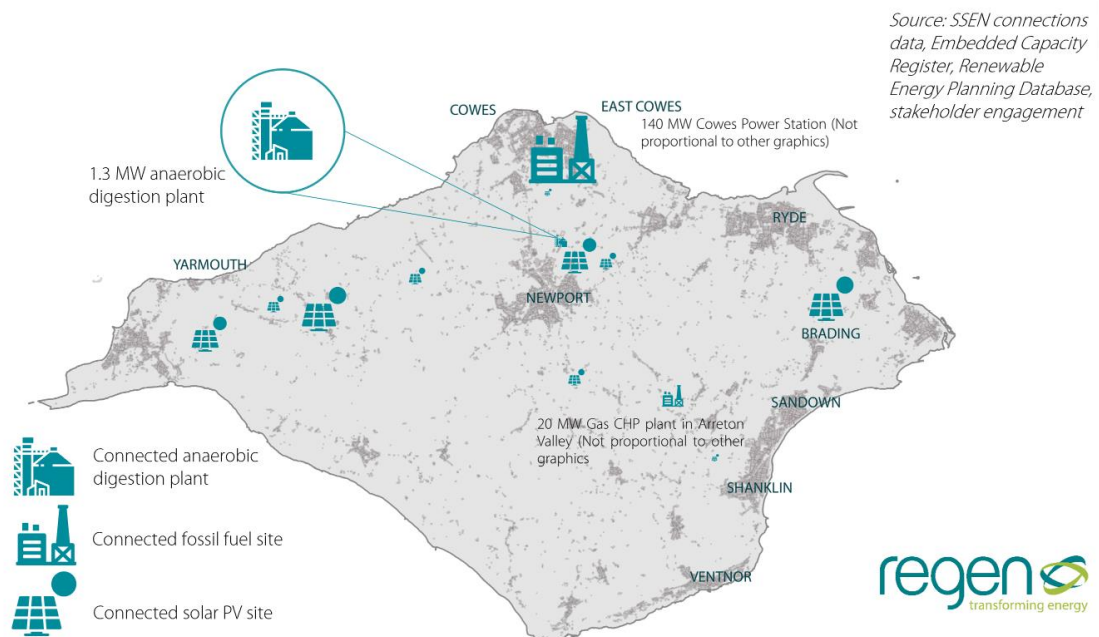 Source: SSEN connections
data, Embedded Capacity
Register, Renewable
Energy Planning Database,
stakeholder engagement
COWES
EAST COWES
140 MW Cowes Power Station (Not
proportional to other graphics)
1.3 MW anaerobic
digestion plant
RYDE
YARMOUTH
NEWPORT
BRADING
SANDOWN
20 MW Gas CHP plant in Arreton
Valley (Not proportional to other
graphics
SHANKLIN
VENTNOR
Connected anaerobic
digestion plant
Connected fossil fuel site
Connected solar PV site
regen
transforming energy